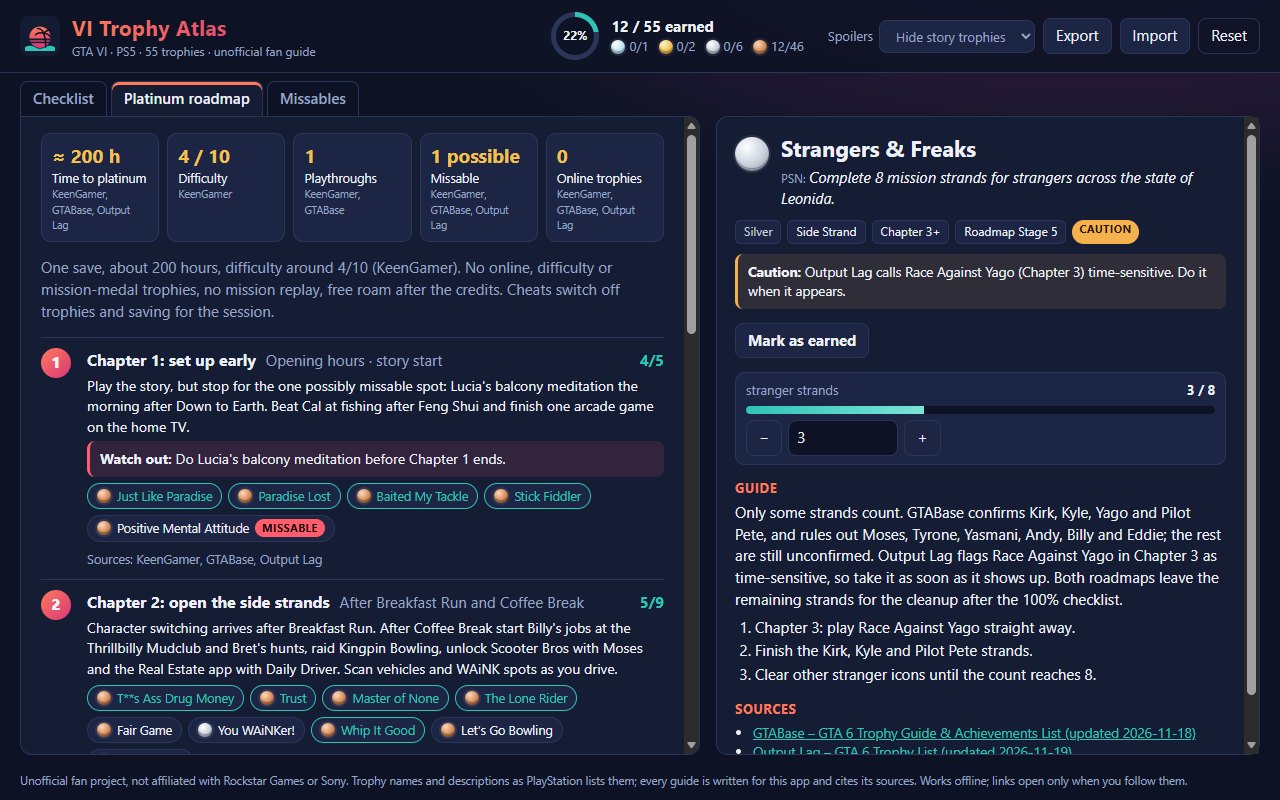 VI Trophy Atlas
GTA VI · PS5 · 55 trophies · unofficial fan guide
22%
12 / 55 earned
0/1 0/2 0/6 12/46
Spoilers
Hide story trophies
Export
Import
Reset
Checklist
Platinum roadmap
Missables
≈ 200 h
Time to platinum
KeenGamer,
GTABase, Output
Lag
4 / 10
Difficulty
KeenGamer
1
Playthroughs
KeenGamer,
GTABase
1 possible
Missable
KeenGamer,
GTABase, Output
Lag
0
Online trophies
KeenGamer,
GTABase, Output
Lag
One save, about 200 hours, difficulty around 4/10 (KeenGamer). No online, difficulty or
mission-medal trophies, no mission replay, free roam after the credits. Cheats switch off
trophies and saving for the session.
1
Chapter 1: set up early Opening hours · story start 4/5
Play the story, but stop for the one possibly missable spot: Lucia's balcony meditation the
morning after Down to Earth. Beat Cal at fishing after Feng Shui and finish one arcade game
on the home TV.
Watch out: Do Lucia's balcony meditation before Chapter 1 ends.
Just Like Paradise Paradise Lost Baited My Tackle Stick Fiddler
Positive Mental Attitude MISSABLE
Sources: KeenGamer, GTABase, Output Lag
2
Chapter 2: open the side strands After Breakfast Run and Coffee Break 5/9
Character switching arrives after Breakfast Run. After Coffee Break start Billy's jobs at the
Thrillbilly Mudclub and Bret's hunts, raid Kingpin Bowling, unlock Scooter Bros with Moses
and the Real Estate app with Daily Driver. Scan vehicles and WAiNK spots as you drive.
T**s Ass Drug Money Trust Master of None The Lone Rider
Fair Game You WAiNKer! Whip It Good Let's Go Bowling
Strangers & Freaks
PSN: Complete 8 mission strands for strangers across the state of
Leonida.
Silver Side Strand Chapter 3+ Roadmap Stage 5 CAUTION
Caution: Output Lag calls Race Against Yago (Chapter 3) time-sensitive. Do it
when it appears.
Mark as earned
stranger strands 3 / 8
− 3 +
GUIDE
Only some strands count. GTABase confirms Kirk, Kyle, Yago and Pilot
Pete, and rules out Moses, Tyrone, Yasmani, Andy, Billy and Eddie; the rest
are still unconfirmed. Output Lag flags Race Against Yago in Chapter 3 as
time-sensitive, so take it as soon as it shows up. Both roadmaps leave the
remaining strands for the cleanup after the 100% checklist.
1. Chapter 3: play Race Against Yago straight away.
2. Finish the Kirk, Kyle and Pilot Pete strands.
3. Clear other stranger icons until the count reaches 8.
SOURCES
• GTABase – GTA 6 Trophy Guide & Achievements List (updated 2026-11-18)
• Output Lag – GTA 6 Trophy List (updated 2026-11-19)
Unofficial fan project, not affiliated with Rockstar Games or Sony. Trophy names and descriptions as PlayStation lists them; every guide is written for this app and cites its sources. Works offline; links open only when you follow them.